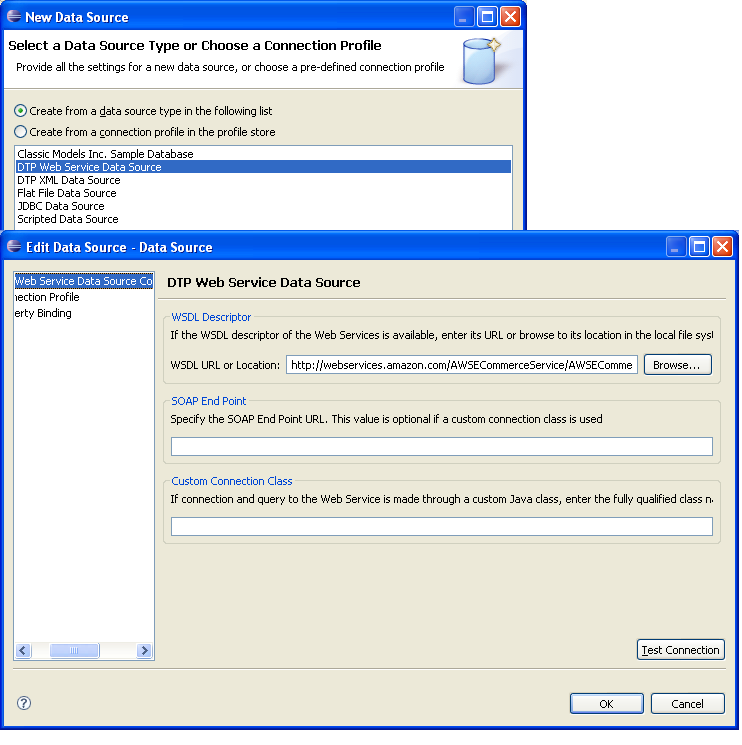 New Data Source
Select a Data Source Type or Choose a Connection Profile
Provide all the settings for a new data source, or choose a pre-defined connection profile
Create from a data source type in the following list
Create from a connection profile in the profile store
Classic Models Inc. Sample Database
DTP Web Service Data Source
DTP XML Data Source
Flat File Data Source
JDBC Data Source
Scripted Data Source
Edit Data Source - Data Source
Web Service Data Source Co
nection Profile
erty Binding
DTP Web Service Data Source
WSDL Descriptor
If the WSDL descriptor of the Web Services is available, enter its URL or browse to its location in the local file syst
WSDL URL or Location: http://webservices.amazon.com/AWSECommerceService/AWSEComme Browse...
SOAP End Point
Specify the SOAP End Point URL. This value is optional if a custom connection class is used
Custom Connection Class
If connection and query to the Web Service is made through a custom Java class, enter the fully qualified class n
Test Connection
? OK Cancel